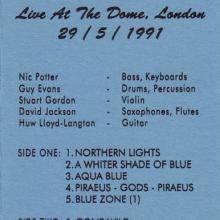 Live At The Dome, London
29 / 5 / 1991
Nic Potter - Bass, Keyboards
Guy Evans - Drums, Percussion
Stuart Gordon - Violin
David Jackson - Saxophones, Flutes
Huw Lloyd-Langton - Guitar
SIDE ONE: 1. NORTHERN LIGHTS
2. A WHITER SHADE OF BLUE
3. AQUA BLUE
4. PIRAEUS - GODS - PIRAEUS
5. BLUE ZONE (1)